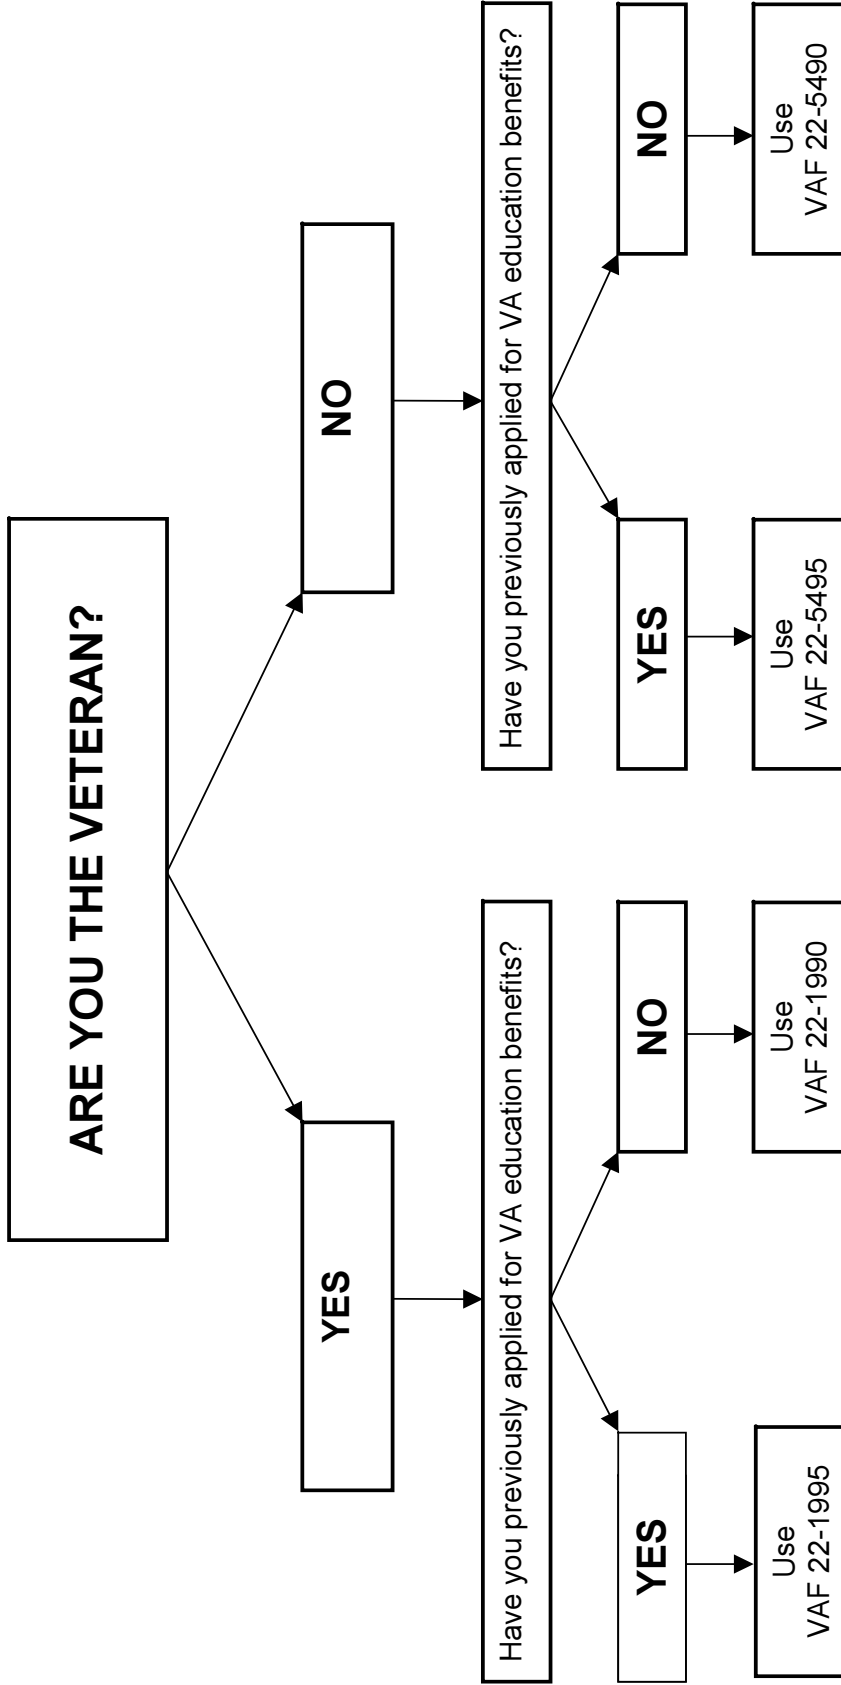 ARE YOU THE VETERAN?
YES
NO
Have you previously applied for VA education benefits?
Have you previously applied for VA education benefits?
YES
NO
YES
NO
Use
VAF 22-1995
Use
VAF 22-1990
Use
VAF 22-5495
Use
VAF 22-5490